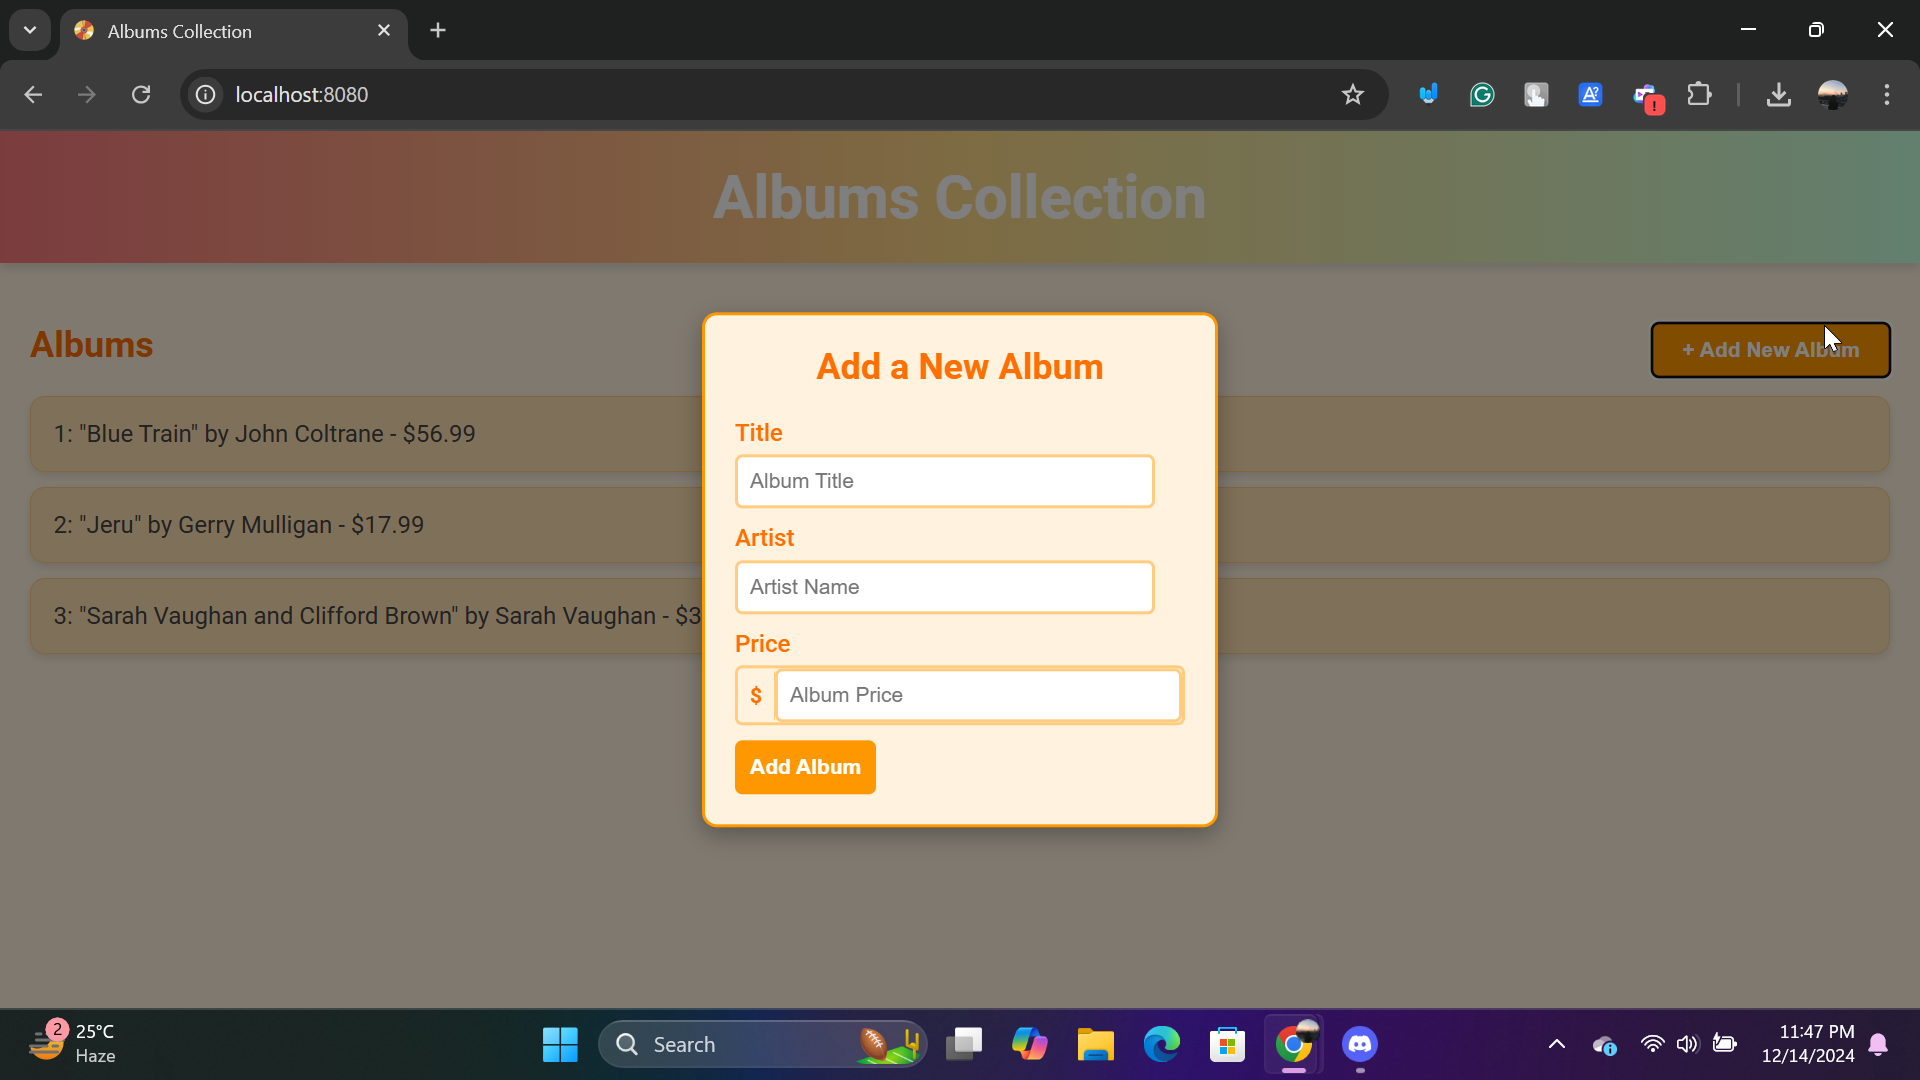 Albums Collection
localhost:8080
Albums Collection
Albums
+ Add New Album
1: "Blue Train" by John Coltrane - $56.99
2: "Jeru" by Gerry Mulligan - $17.99
3: "Sarah Vaughan and Clifford Brown" by Sarah Vaughan - $3
Add a New Album
Title
Album Title
Artist
Artist Name
Price
$
Album Price
Add Album
2
25°C
Haze
Search
11:47 PM
12/14/2024